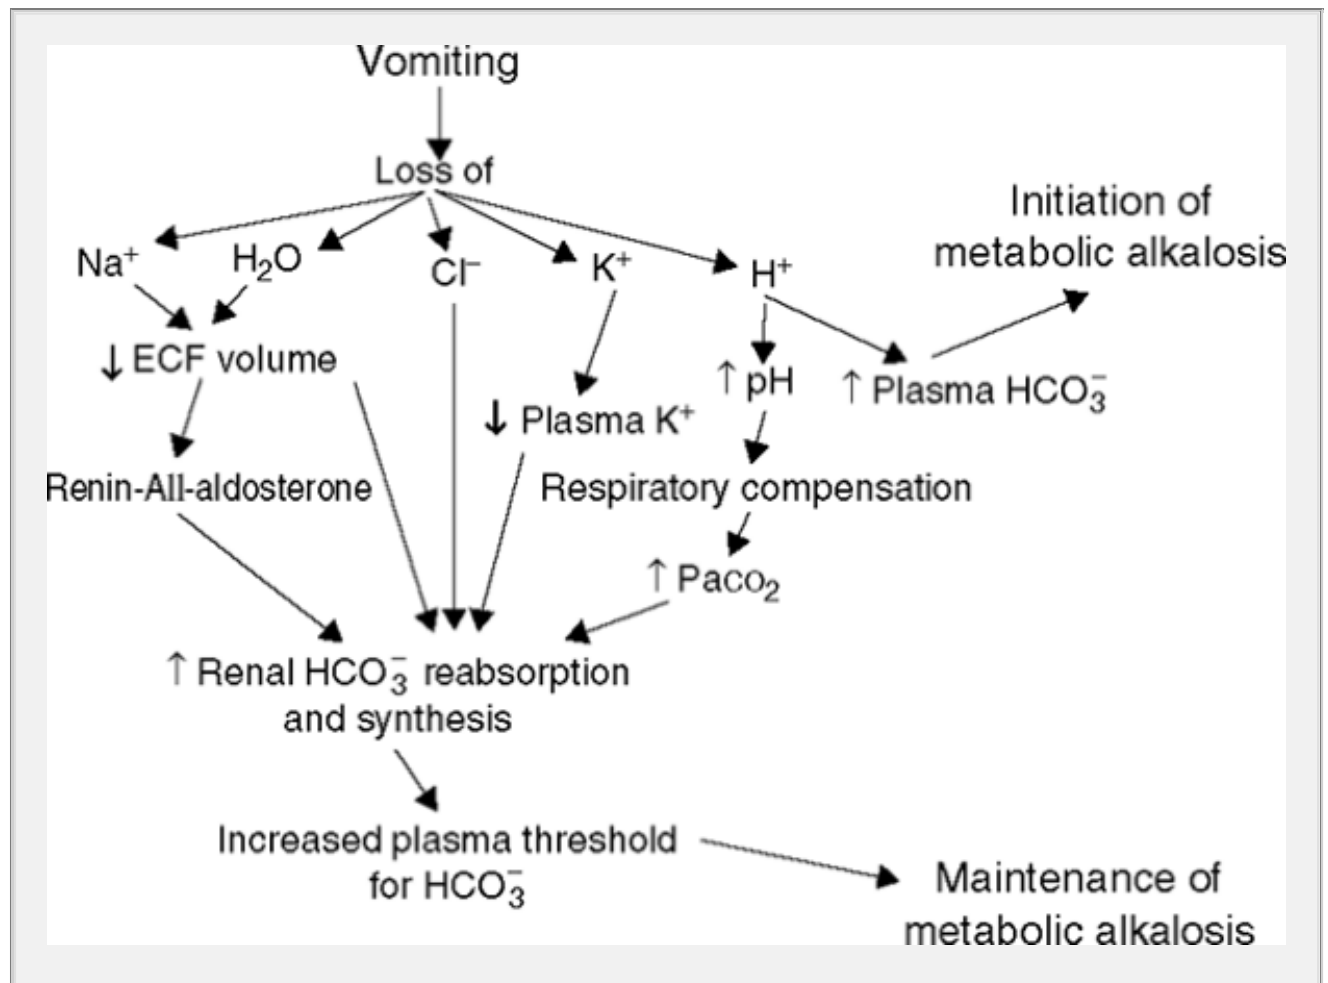 Vomiting
Loss of
Initiation of
metabolic alkalosis
Na⁺
H₂O
Cl⁻
K⁺
H⁺
↓ ECF volume
↑ pH
↑ Plasma HCO₃⁻
↓ Plasma K⁺
Renin-All-aldosterone
Respiratory compensation
↑ PaCO₂
↑ Renal HCO₃⁻ reabsorption
and synthesis
Increased plasma threshold
for HCO₃⁻
Maintenance of
metabolic alkalosis